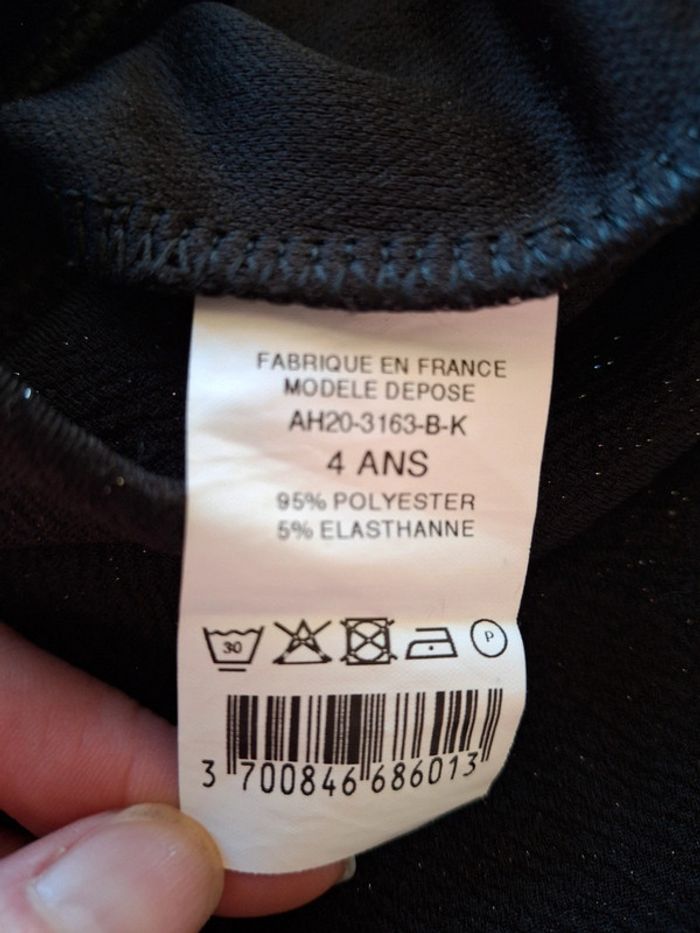 FABRIQUE EN FRANCE
MODELE DEPOSE
AH20-3163-B-K
4 ANS
95% POLYESTER
5% ELASTHANNE
30 P
3 700846 686013